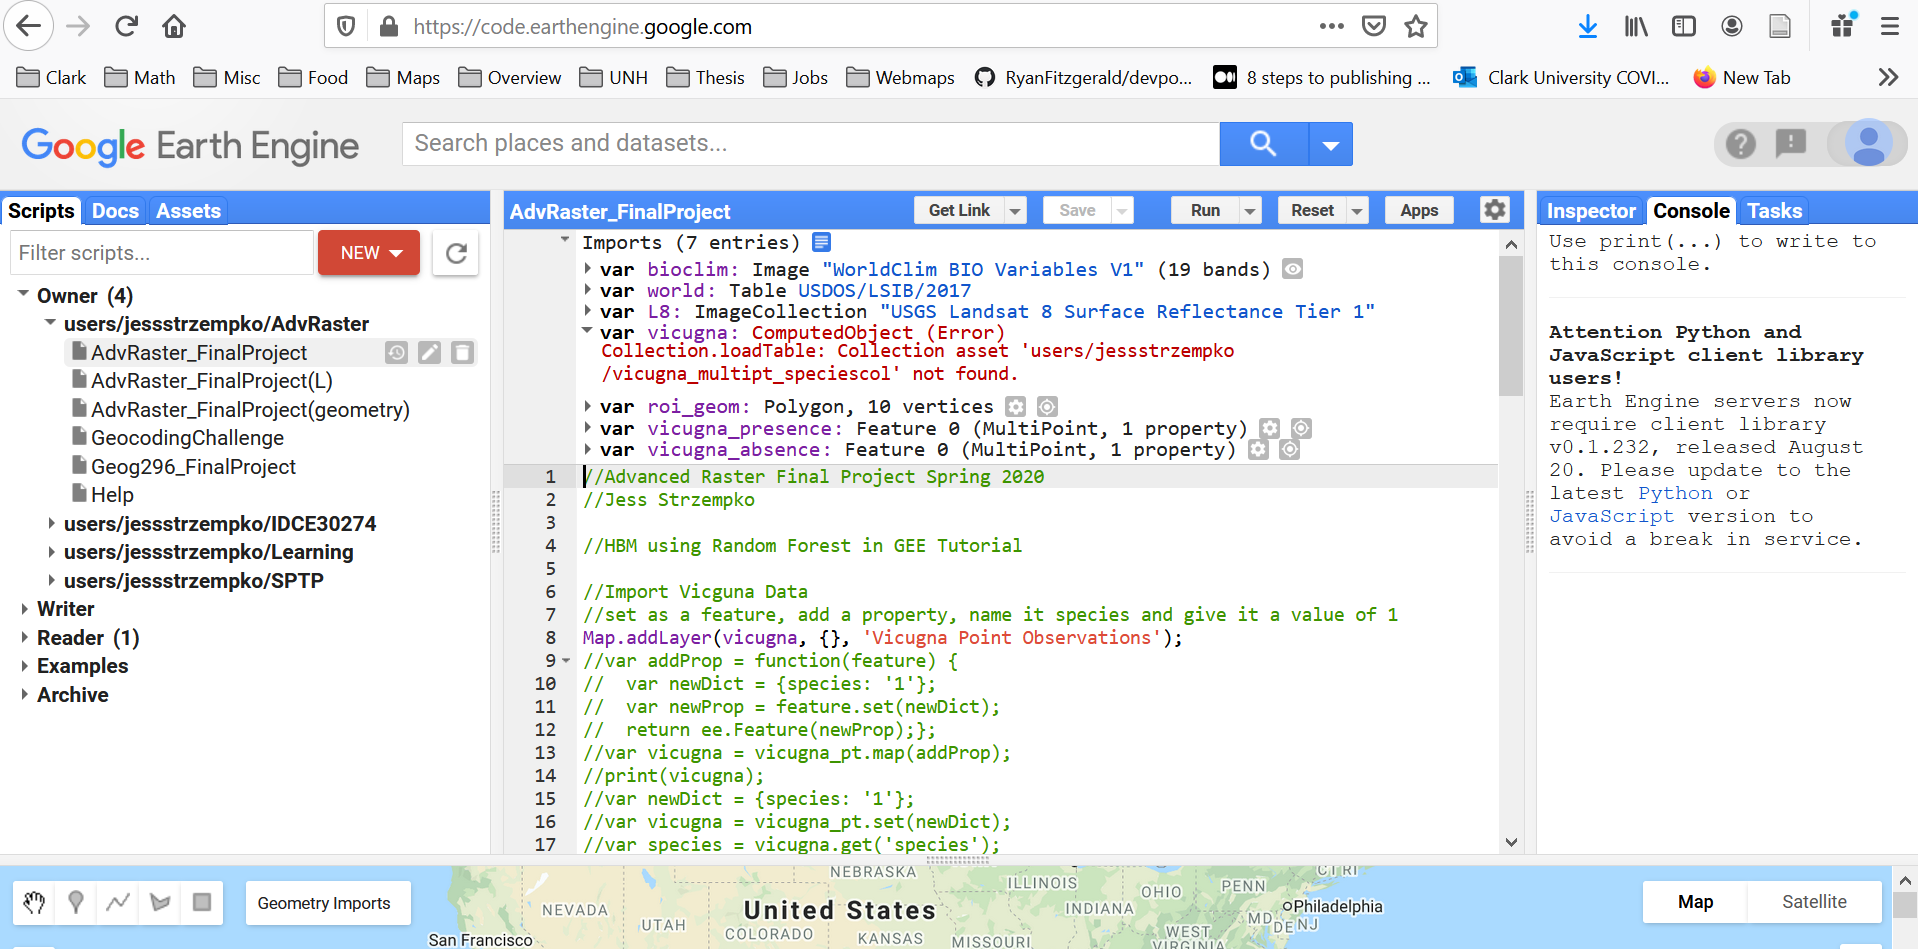 https://code.earthengine.google.com
Clark Math Misc Food Maps Overview UNH Thesis Jobs Webmaps RyanFitzgerald/devpo... 8 steps to publishing ... Clark University COVI... New Tab
Google Earth Engine
Search places and datasets...
Scripts Docs Assets
Filter scripts...
NEW
Owner (4)
users/jessstrzempko/AdvRaster
AdvRaster_FinalProject
AdvRaster_FinalProject(L)
AdvRaster_FinalProject(geometry)
GeocodingChallenge
Geog296_FinalProject
Help
users/jessstrzempko/IDCE30274
users/jessstrzempko/Learning
users/jessstrzempko/SPTP
Writer
Reader (1)
Examples
Archive
AdvRaster_FinalProject
Get Link Save Run Reset Apps
Imports (7 entries)
var bioclim: Image "WorldClim BIO Variables V1" (19 bands)
var world: Table USDOS/LSIB/2017
var L8: ImageCollection "USGS Landsat 8 Surface Reflectance Tier 1"
var vicugna: ComputedObject (Error)
Collection.loadTable: Collection asset 'users/jessstrzempko
/vicugna_multipt_speciescol' not found.
var roi_geom: Polygon, 10 vertices
var vicugna_presence: Feature 0 (MultiPoint, 1 property)
var vicugna_absence: Feature 0 (MultiPoint, 1 property)
1 //Advanced Raster Final Project Spring 2020
2 //Jess Strzempko
3
4 //HBM using Random Forest in GEE Tutorial
5
6 //Import Vicguna Data
7 //set as a feature, add a property, name it species and give it a value of 1
8 Map.addLayer(vicugna, {}, 'Vicugna Point Observations');
9 //var addProp = function(feature) {
10 //  var newDict = {species: '1'};
11 //  var newProp = feature.set(newDict);
12 //  return ee.Feature(newProp);};
13 //var vicugna = vicugna_pt.map(addProp);
14 //print(vicugna);
15 //var newDict = {species: '1'};
16 //var vicugna = vicugna_pt.set(newDict);
17 //var species = vicugna.get('species');
Inspector Console Tasks
Use print(...) to write to
this console.
Attention Python and
JavaScript client library
users!
Earth Engine servers now
require client library
v0.1.232, released August
20. Please update to the
latest Python or
JavaScript version to
avoid a break in service.
Geometry Imports
Map Satellite
NEBRASKA
ILLINOIS
OHIO
PENN
CT RI
NEVADA
United States
INDIANA
Philadelphia
UTAH
COLORADO
MD
DE NJ
San Francisco
KANSAS
MISSOURI
WEST
VIRGINIA